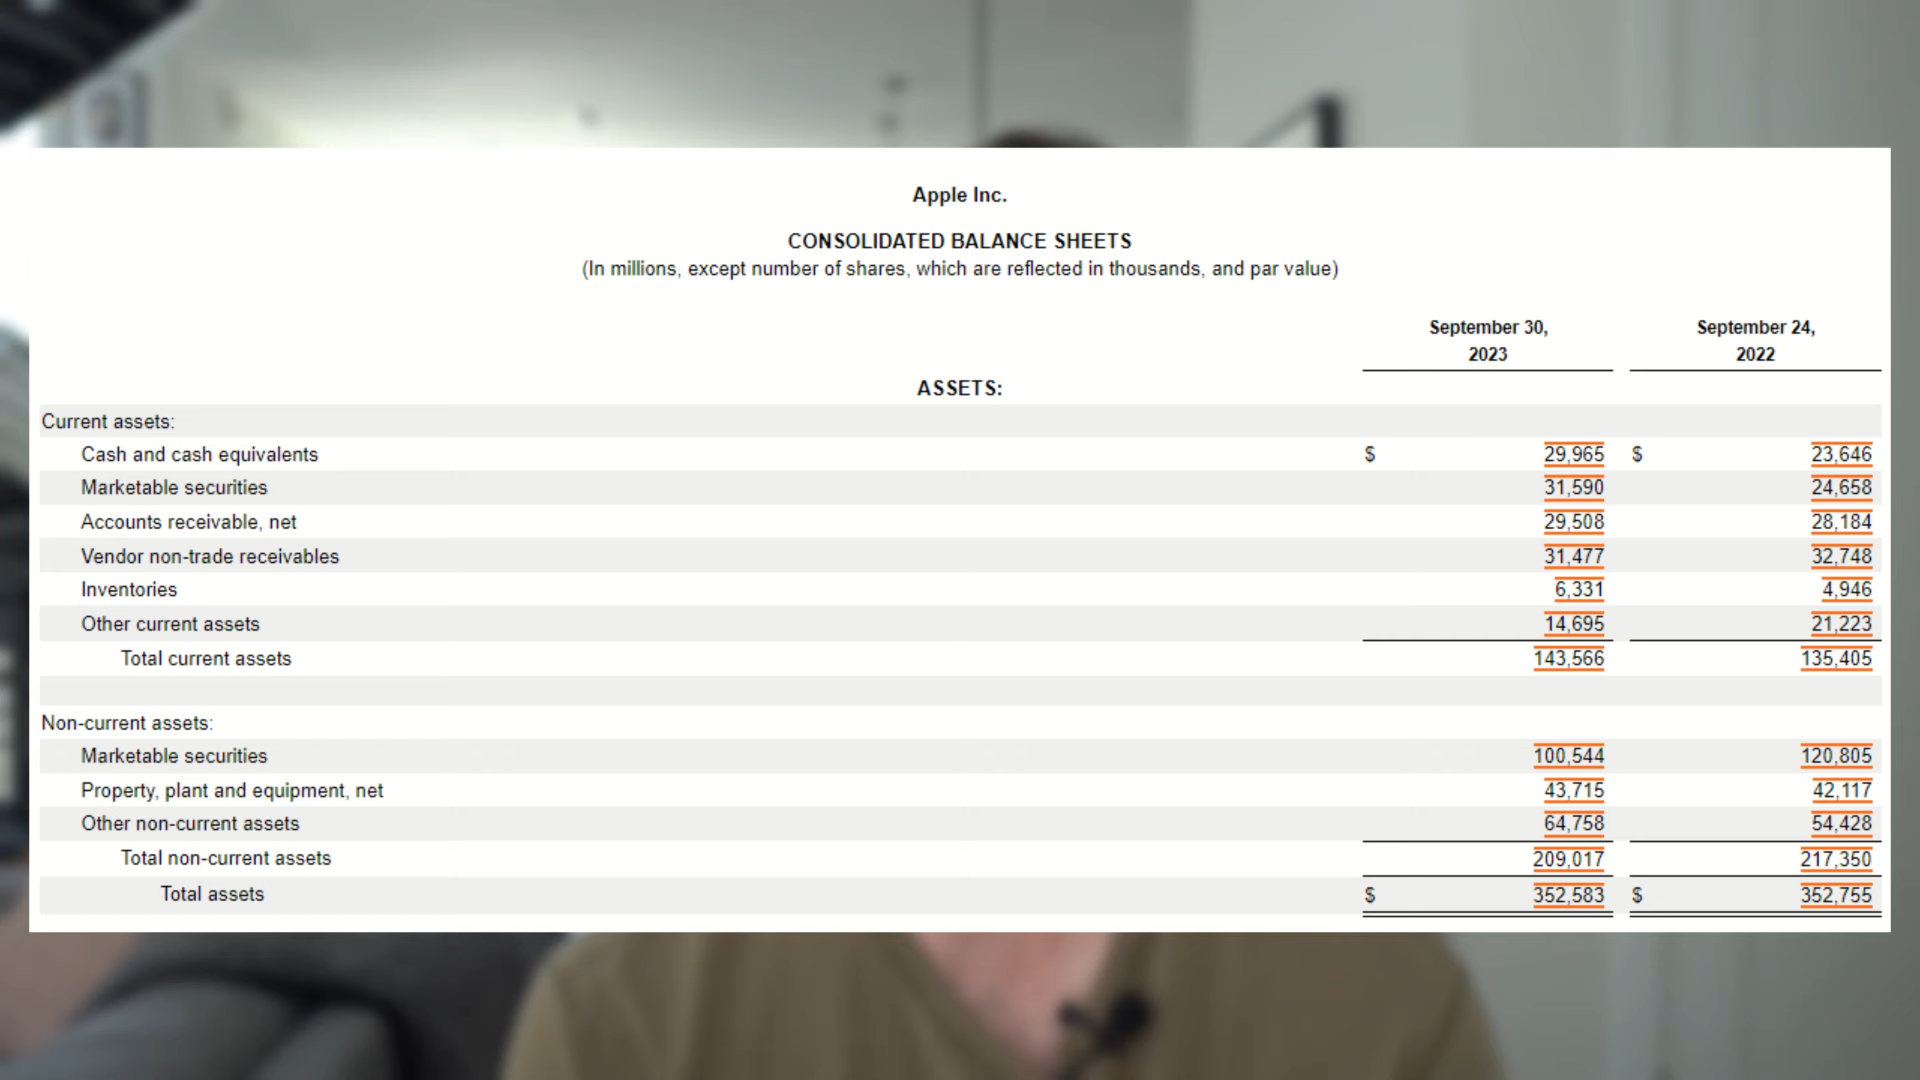 Apple Inc.
CONSOLIDATED BALANCE SHEETS
(In millions, except number of shares, which are reflected in thousands, and par value)
September 30, 2023
September 24, 2022
ASSETS:
Current assets:
Cash and cash equivalents $ 29,965 $ 23,646
Marketable securities 31,590 24,658
Accounts receivable, net 29,508 28,184
Vendor non-trade receivables 31,477 32,748
Inventories 6,331 4,946
Other current assets 14,695 21,223
Total current assets 143,566 135,405
Non-current assets:
Marketable securities 100,544 120,805
Property, plant and equipment, net 43,715 42,117
Other non-current assets 64,758 54,428
Total non-current assets 209,017 217,350
Total assets $ 352,583 $ 352,755